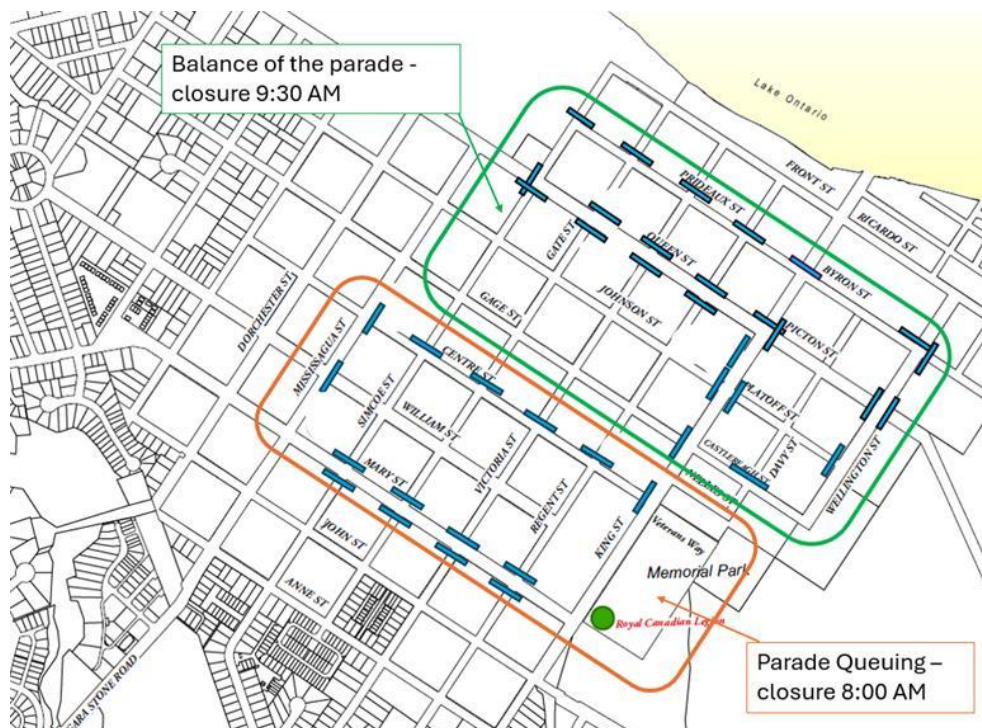 Balance of the parade -
closure 9:30 AM
Lake Ontario
FRONT ST
RICARDO ST
PRIDEAUX ST
BYRON ST
QUEEN ST
GATE ST
JOHNSON ST
PICTON ST
GAGE ST
DORCHESTER ST
MISSISSAGUA ST
CENTRE ST
SIMCOE ST
WILLIAM ST
PLATOFF ST
DAVY ST
WELLINGTON ST
VICTORIA ST
MARY ST
REGENT ST
KING ST
Veterans Way
JOHN ST
ANNE ST
Memorial Park
Royal Canadian Legion
STONE ROAD
Parade Queuing –
closure 8:00 AM